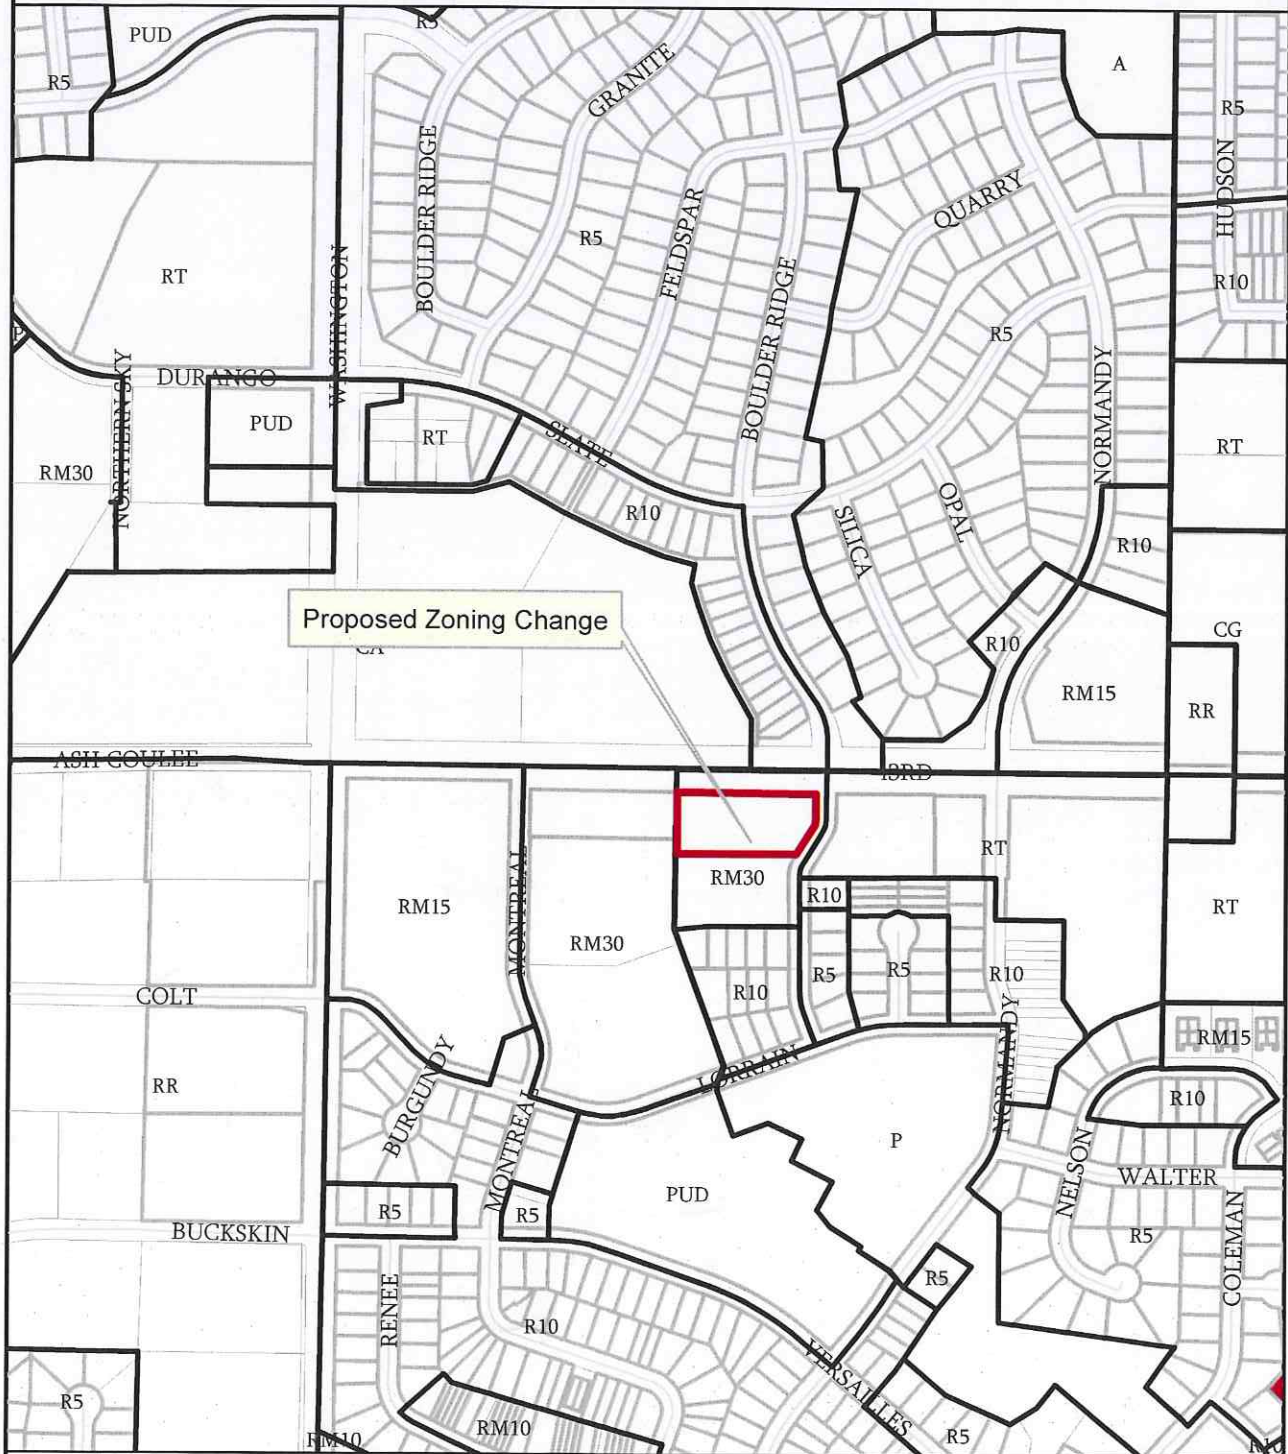 PUD
R5
R5
A
R5
GRANITE
BOULDER RIDGE
HUDSON
QUARRY
FELDSPAR
R5
RT
WASHINGTON
BOULDER RIDGE
R10
R5
P
NORTHERN SKY
DURANGO
NORMANDY
PUD
RT
SLATE
RT
RM30
R10
SILICA
OPAL
R10
Proposed Zoning Change
CA
R10
CG
RM15
RR
ASH COULEE
43RD
RT
RM30
R10
RM15
MONTREAL
RM30
RT
R5
R5
R10
R10
COLT
NORMANDY
RM15
LORRAIN
BURGUNDY
RR
R10
MONTREAL
P
NELSON
WALTER
PUD
R5
R5
R5
COLEMAN
BUCKSKIN
R5
RENEE
R10
VERSAILLES
R5
RM10
R5
RM10